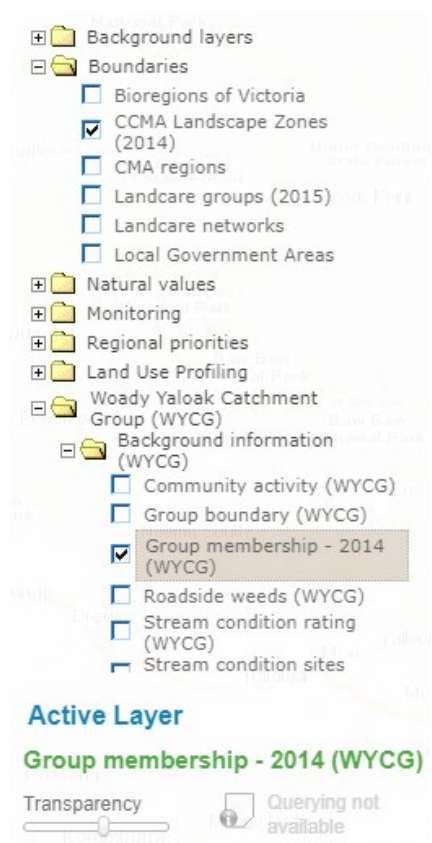 Background layers
Boundaries
Bioregions of Victoria
CCMA Landscape Zones
(2014)
CMA regions
Landcare groups (2015)
Landcare networks
Local Government Areas
Natural values
Monitoring
Regional priorities
Land Use Profiling
Woady Yaloak Catchment
Group (WYCG)
Background information
(WYCG)
Community activity (WYCG)
Group boundary (WYCG)
Group membership - 2014
(WYCG)
Roadside weeds (WYCG)
Stream condition rating
(WYCG)
Stream condition sites
Active Layer
Group membership - 2014 (WYCG)
Transparency
Querying not
available